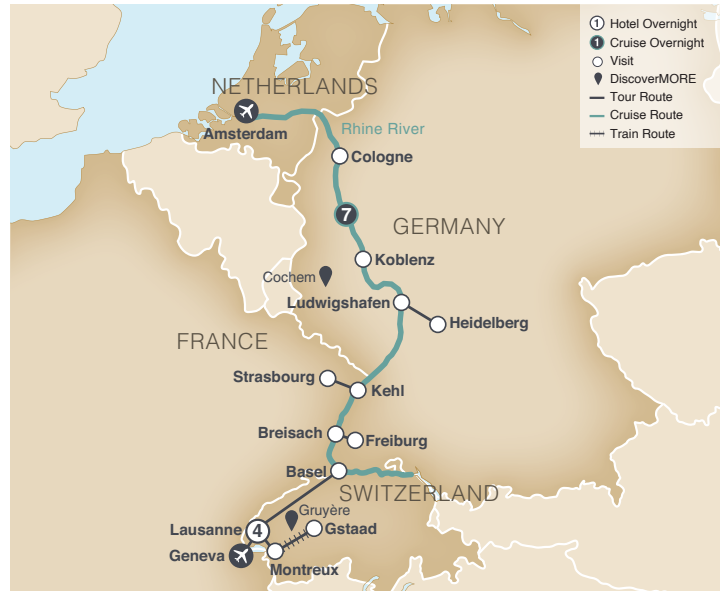 1 Hotel Overnight
1 Cruise Overnight
Visit
DiscoverMORE
Tour Route
Cruise Route
Train Route
NETHERLANDS
Amsterdam
Rhine River
Cologne
7
GERMANY
Koblenz
Cochem
Ludwigshafen
Heidelberg
FRANCE
Strasbourg
Kehl
Breisach
Freiburg
Basel
SWITZERLAND
Gruyère
Lausanne 4 Gstaad
Geneva
Montreux